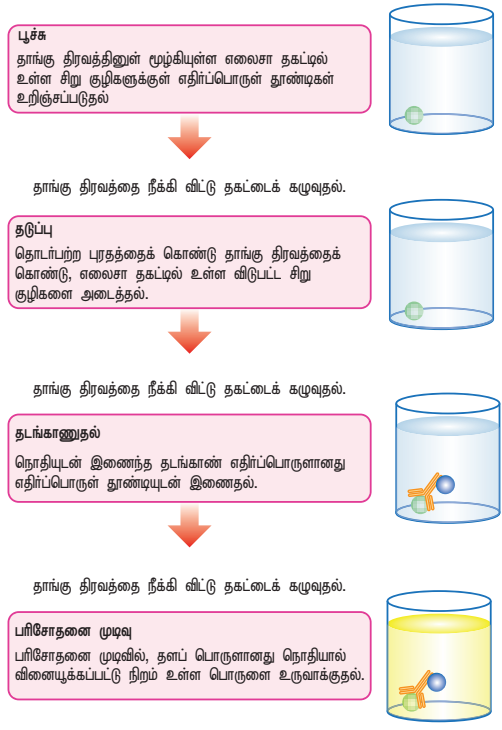 பூச்சு
தாங்கு திரவத்தினுள் மூழ்கியுள்ள எலைசா தகட்டில்
உள்ள சிறு குழிகளுக்குள் எதிர்ப்பொருள் தூண்டிகள்
உறிஞ்சப்படுதல்
தாங்கு திரவத்தை நீக்கி விட்டு தகட்டைக் கழுவுதல்.
தடுப்பு
தொடர்பற்ற புரதத்தைக் கொண்டு தாங்கு திரவத்தைக்
கொண்டு, எலைசா தகட்டில் உள்ள விடுபட்ட சிறு
குழிகளை அடைத்தல்.
தாங்கு திரவத்தை நீக்கி விட்டு தகட்டைக் கழுவுதல்.
தடங்காணுதல்
நொதியுடன் இணைந்த தடங்காண் எதிர்ப்பொருளானது
எதிர்ப்பொருள் தூண்டியுடன் இணைதல்.
தாங்கு திரவத்தை நீக்கி விட்டு தகட்டைக் கழுவுதல்.
பரிசோதனை முடிவு
பரிசோதனை முடிவில், தளப் பொருளானது நொதியால்
வினையூக்கப்பட்டு நிறம் உள்ள பொருளை உருவாக்குதல்.